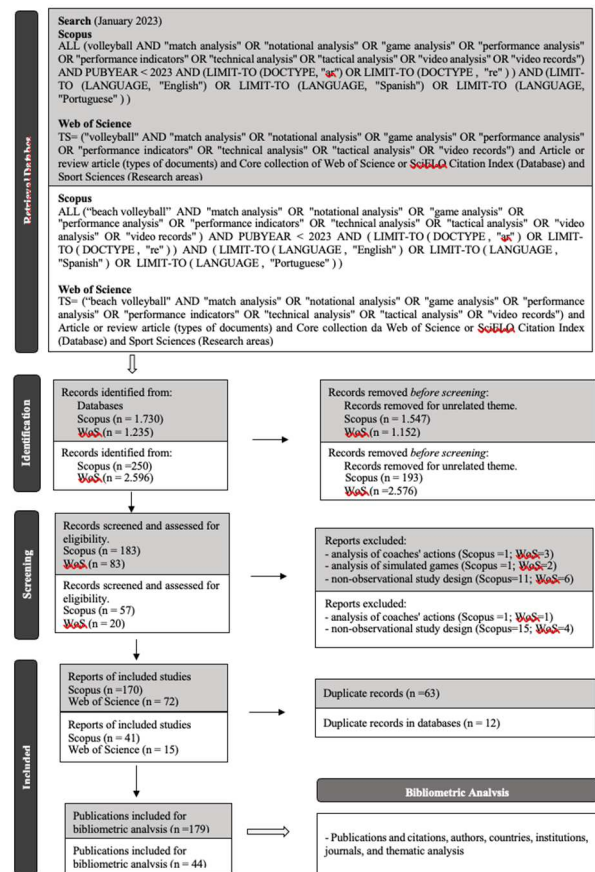 Retrieval Databes
Search (January 2023)
Scopus
ALL (volleyball AND "match analysis" OR "notational analysis" OR "game analysis" OR "performance analysis"
OR "performance indicators" OR "technical analysis" OR "tactical analysis" OR "video analysis" OR "video records")
AND PUBYEAR < 2023 AND (LIMIT-TO (DOCTYPE, "ar") OR LIMIT-TO (DOCTYPE , "re" ) ) AND (LIMIT-
TO (LANGUAGE, "English") OR LIMIT-TO (LANGUAGE, "Spanish") OR LIMIT-TO (LANGUAGE,
"Portuguese" ) )
Web of Science
TS= ("volleyball" AND "match analysis" OR "notational analysis" OR "game analysis" OR "performance analysis"
OR "performance indicators" OR "technical analysis" OR "tactical analysis" OR "video records") and Article or
review article (types of documents) and Core collection of Web of Science or SciELO Citation Index (Database) and
Sport Sciences (Research areas)
Scopus
ALL (“beach volleyball” AND "match analysis" OR "notational analysis" OR "game analysis" OR
"performance analysis" OR "performance indicators" OR "technical analysis" OR "tactical analysis" OR "video
analysis" OR "video records" ) AND PUBYEAR < 2023 AND ( LIMIT-TO ( DOCTYPE , "ar" ) OR LIMIT-
TO ( DOCTYPE , "re" ) ) AND ( LIMIT-TO ( LANGUAGE , "English" ) OR LIMIT-TO ( LANGUAGE ,
"Spanish" ) OR LIMIT-TO ( LANGUAGE , "Portuguese" ) )
Web of Science
TS= (“beach volleyball" AND "match analysis" OR "notational analysis" OR "game analysis" OR "performance
analysis" OR "performance indicators" OR "technical analysis" OR "tactical analysis" OR "video records") and
Article or review article (types of documents) and Core collection da Web of Science or SciELO Citation Index
(Database) and Sport Sciences (Research areas)
Identification
Records identified from:
Databases
Scopus (n = 1.730)
WoS (n = 1.235)
Records identified from:
Scopus (n =250)
WoS (n = 2.596)
Records removed before screening:
Records removed for unrelated theme.
Scopus (n = 1.547)
WoS (n = 1.152)
Records removed before screening:
Records removed for unrelated theme.
Scopus (n = 193)
WoS (n =2.576)
Screening
Records screened and assessed for
eligibility.
Scopus (n = 183)
WoS (n = 83)
Records screened and assessed for
eligibility.
Scopus (n = 57)
WoS (n = 20)
Reports excluded:
- analysis of coaches' actions (Scopus =1; WoS=3)
- analysis of simulated games (Scopus =1; WoS=2)
- non-observational study design (Scopus=11; WoS=6)
Reports excluded:
- analysis of coaches' actions (Scopus =1; WoS=1)
- non-observational study design (Scopus=15; WoS=4)
Included
Reports of included studies
Scopus (n=170)
Web of Science (n = 72)
Reports of included studies
Scopus (n = 41)
Web of Science (n = 15)
Duplicate records (n =63)
Duplicate records in databases (n = 12)
Publications included for
bibliometric analysis (n =179)
Publications included for
bibliometric analysis (n = 44)
Bibliometric Analysis
- Publications and citations, authors, countries, institutions,
journals, and thematic analysis